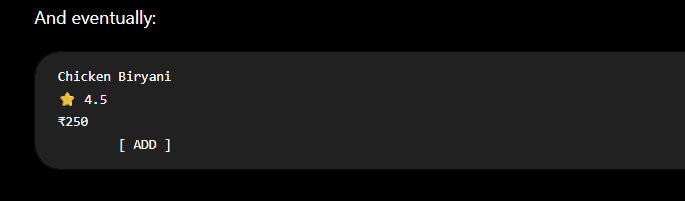 And eventually:
Chicken Biryani
⭐ 4.5
₹250
[ ADD ]